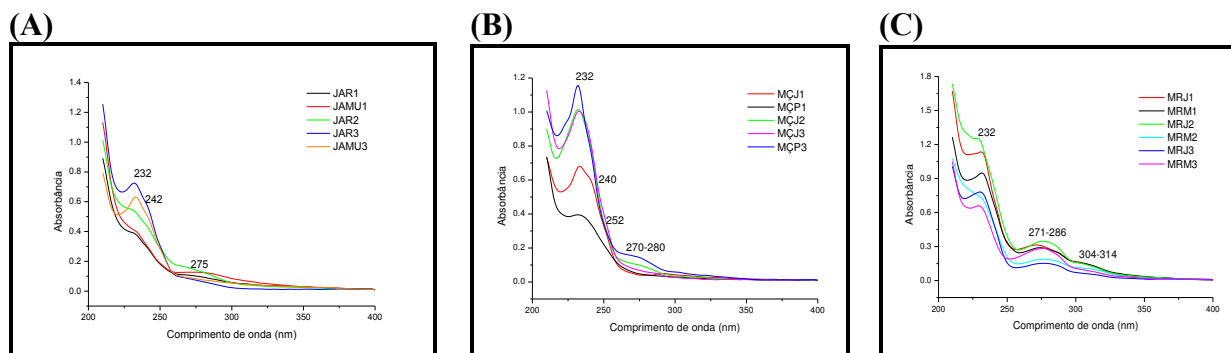 (A)
1.4
1.2
1.0
0.8
0.6
0.4
0.2
0.0
Absorbância
JAR1
JAMU1
JAR2
JAR3
JAMU3
232
242
275
200
250
300
350
400
Comprimento de onda (nm)
(B)
1.2
1.0
0.8
0.6
0.4
0.2
0.0
Absorbância
232
MÇJ1
MÇP1
MÇJ2
MÇJ3
MÇP3
240
252
270-280
200
250
300
350
400
Comprimento de onda (nm)
(C)
1.8
1.5
1.2
0.9
0.6
0.3
0.0
Absorbância
MRJ1
MRM1
MRJ2
MRM2
MRJ3
MRM3
232
271-286
304-314
200
250
300
350
400
Comprimento de onda (nm)